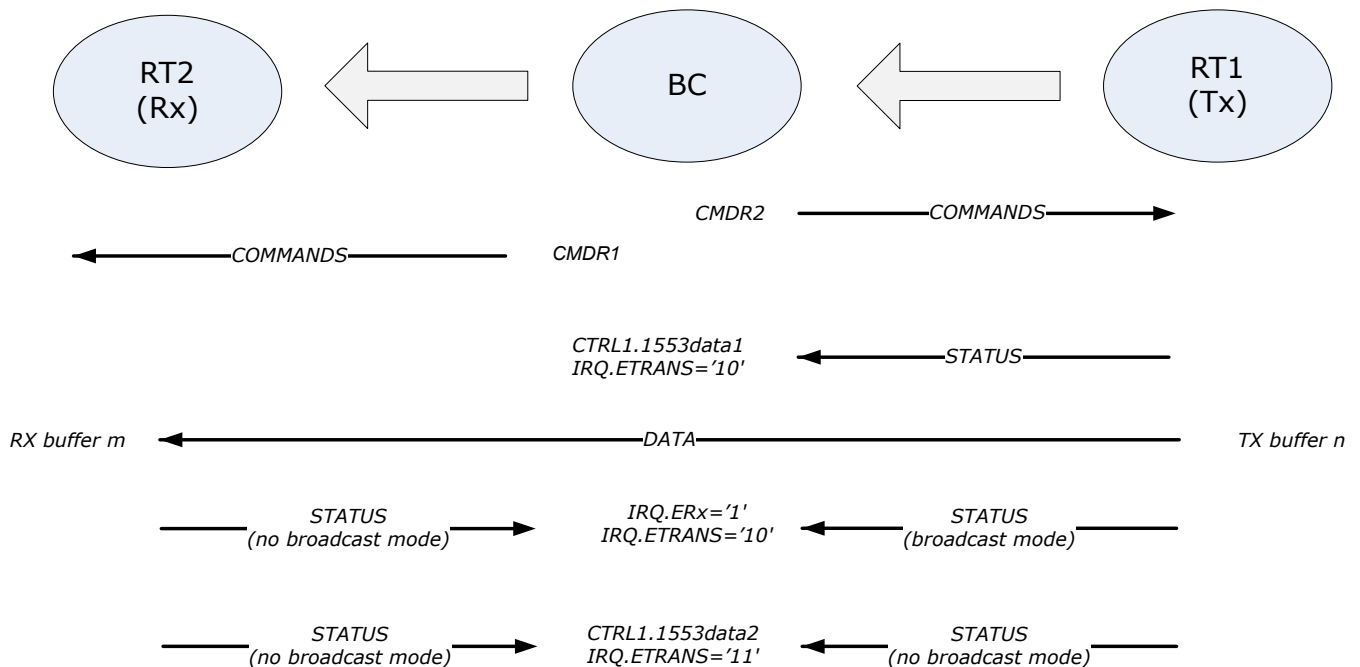 RT2
(Rx)
BC
RT1
(Tx)
CMDR2
COMMANDS
COMMANDS
CMDR1
CTRL1.1553data1
IRQ.ETRANS='10'
STATUS
RX buffer m
DATA
TX buffer n
STATUS
(no broadcast mode)
IRQ.ERx='1'
IRQ.ETRANS='10'
STATUS
(broadcast mode)
STATUS
(no broadcast mode)
CTRL1.1553data2
IRQ.ETRANS='11'
STATUS
(no broadcast mode)